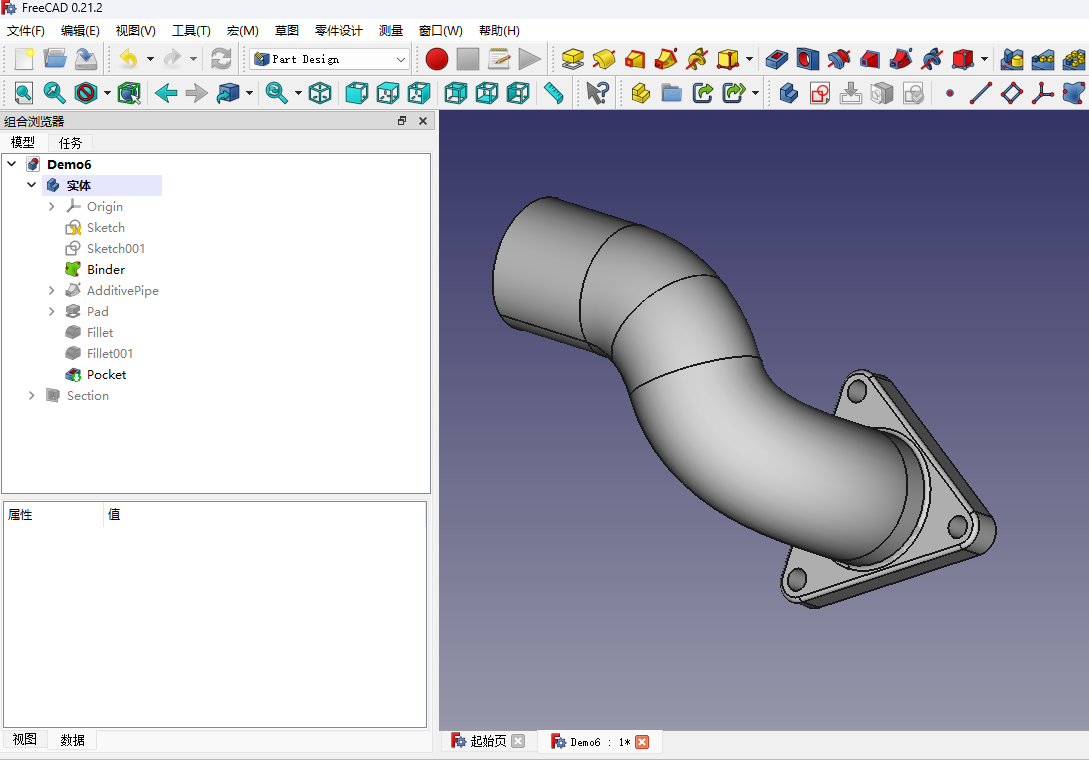 FreeCAD 0.21.2
文件(F) 编辑(E) 视图(V) 工具(T) 宏(M) 草图 零件设计 测量 窗口(W) 帮助(H)
Part Design
组合浏览器
模型 任务
Demo6
实体
Origin
Sketch
Sketch001
Binder
AdditivePipe
Pad
Fillet
Fillet001
Pocket
Section
属性 值
视图 数据
起始页 Demo6 : 1*